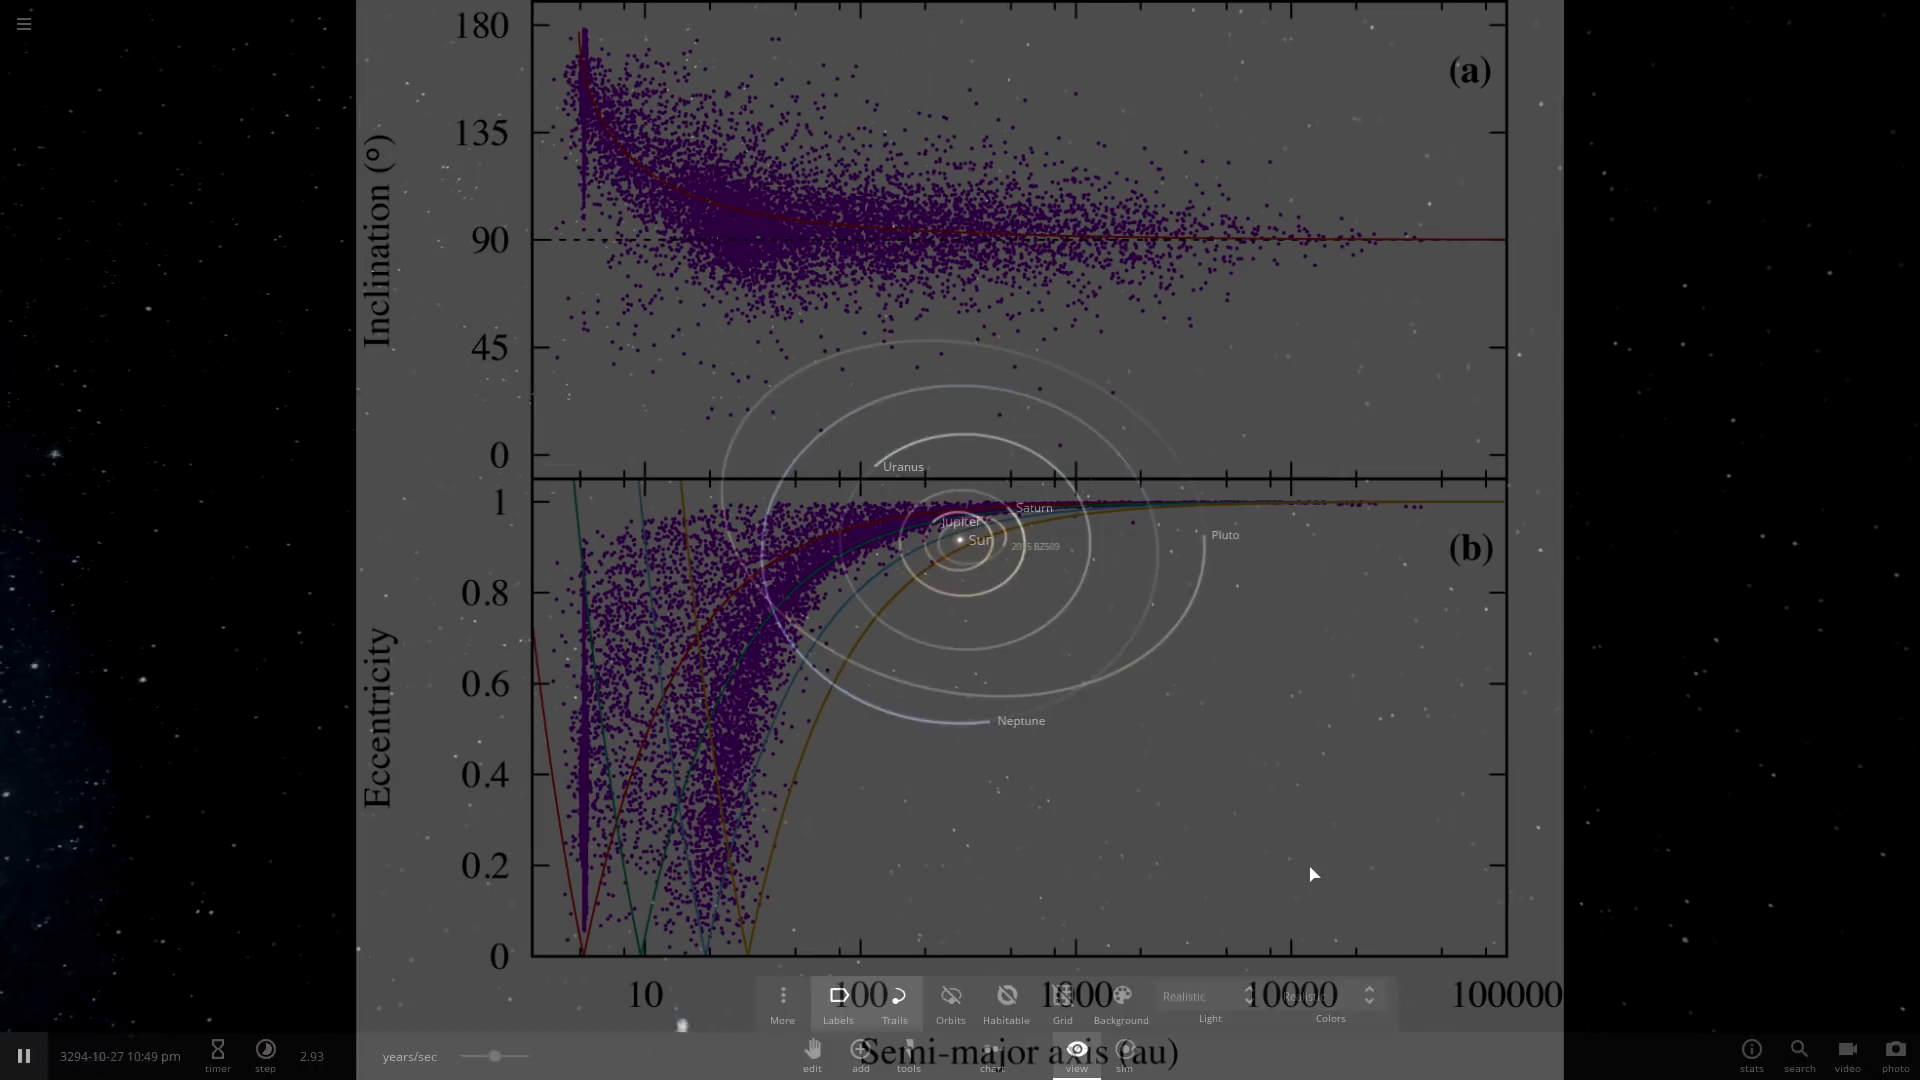 180
(a)
135
Inclination (º)
90
45
0
Uranus
1
Saturn
Jupiter
Sun
2015 BZ509
Pluto
(b)
0.8
Eccentricity
0.6
Neptune
0.4
0.2
0
10
100
1000
10000
100000
Realistic
Realistic
More
Labels
Trails
Orbits
Habitable
Grid
Background
Light
Colors
Semi-major axis (au)
3294-10-27 10:49 pm
2.93
years/sec
timer
step
edit
add
tools
chart
view
sim
stats
search
video
photo